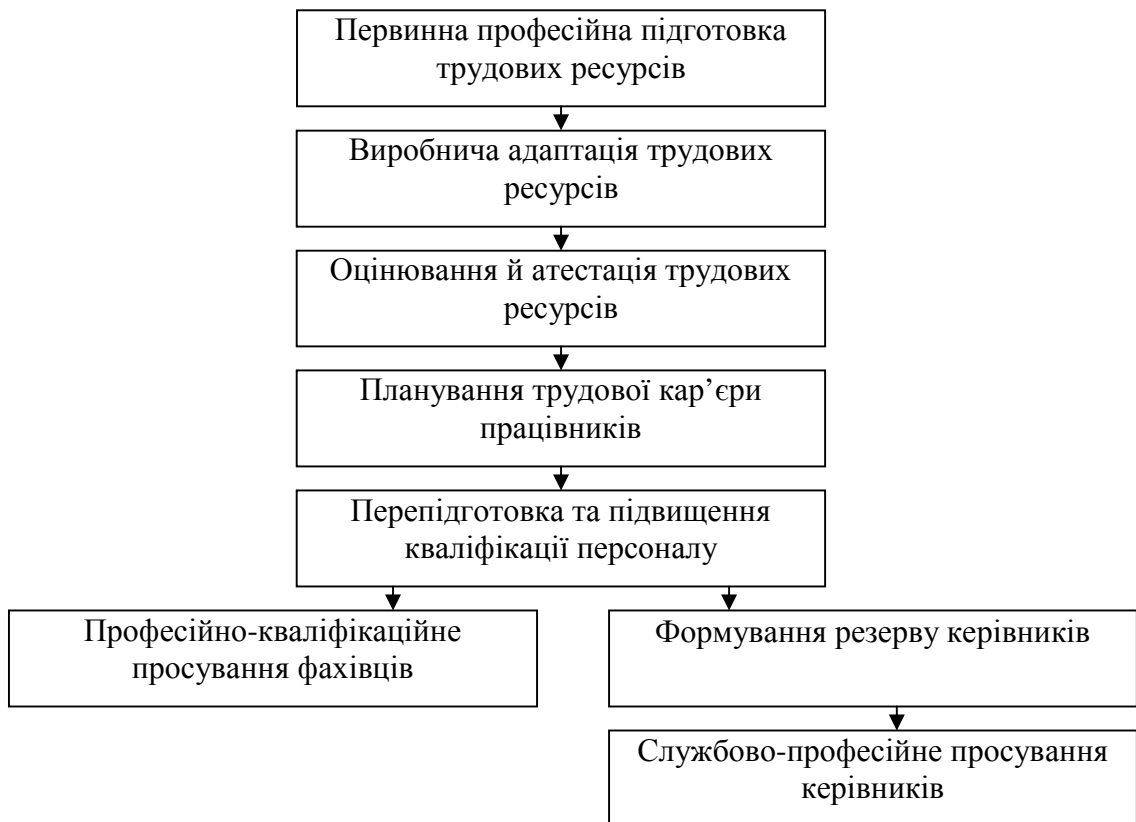 Первинна професійна підготовка
трудових ресурсів
Виробнича адаптація трудових
ресурсів
Оцінювання й атестація трудових
ресурсів
Планування трудової кар’єри
працівників
Перепідготовка та підвищення
кваліфікації персоналу
Професійно-кваліфікаційне
просування фахівців
Формування резерву керівників
Службово-професійне просування
керівників